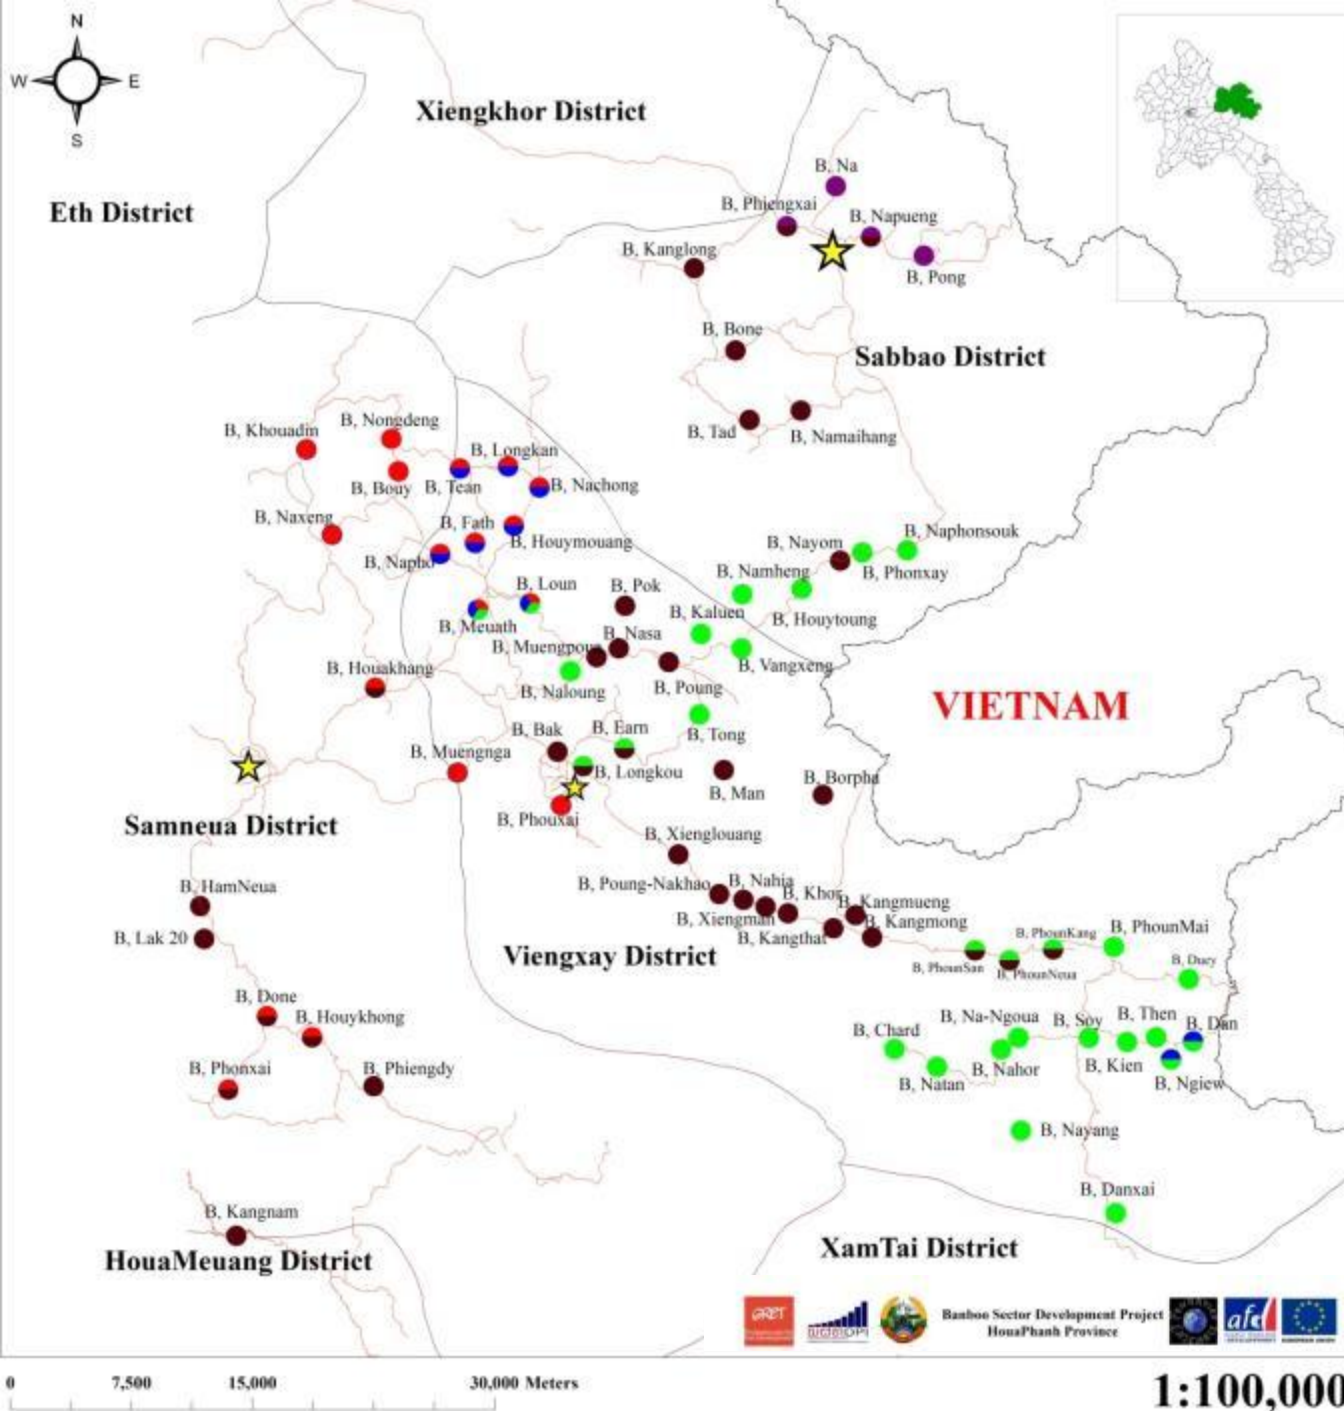 N
W
E
S
Xiengkhor District
Eth District
B, Na
B, Phiengxai
B, Napueng
B, Kanglong
B, Pong
B, Bone
Sabbao District
B, Tad
B, Namaihang
B, Khouadin
B, Nongdeng
B, Longkan
B, Bouy
B, Tean
B, Nachong
B, Naxeng
B, Fath
B, Houymouang
B, Napho
B, Nayom
B, Naphonsouk
B, Phonxay
B, Namheng
B, Loun
B, Pok
B, Kaluen
B, Houytoung
B, Meuath
B, Nasa
B, Muengpoun
B, Vangxeng
B, Houakhang
B, Naloung
B, Poung
VIETNAM
B, Bak
B, Earn
B, Tong
B, Muengnga
B, Longkou
B, Man
B, Borpha
B, Phouxai
Samneua District
B, Xienglouang
B, HamNeua
B, Poung-Nakhao
B, Nahia
B, Khor
B, Kangmueng
B, Xiengman
B, Kangmong
B, Lak 20
B, Kangthat
B, PhounKang
B, PhounMai
Viengxay District
B, PhounSan
B, PhounNeua
B, Duey
B, Done
B, Houykhong
B, Na-Ngoua
B, Soy
B, Then
B, Dan
B, Chard
B, Phonxai
B, Phiengdy
B, Natan
B, Nahor
B, Kien
B, Ngiew
B, Nayang
B, Danxai
B, Kangnam
HouaMeuang District
XamTai District
GRET
Banboo Sector Development Project
HouaPhanh Province
afd
0
7,500
15,000
30,000 Meters
1:100,000